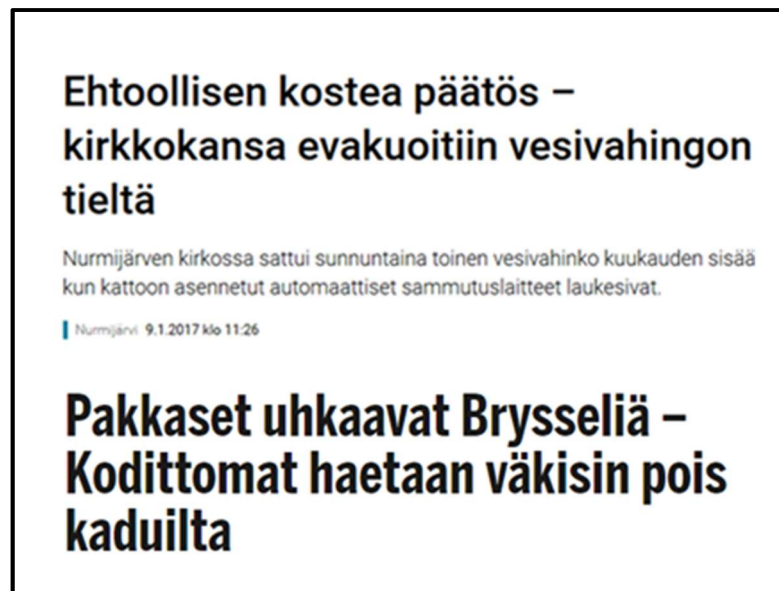 Ehtoollisen kostea päätös –
kirkkokansa evakuoitiin vesivahingon
tieltä
Nurmijärven kirkossa sattui sunnuntaina toinen vesivahinko kuukauden sisää
kun kattoon asennetut automaattiset sammutuslaitteet laukesivat.
Nurmijärvi 9.1.2017 klo 11:26
Pakkaset uhkaavat Brysseliä –
Kodittomat haetaan väkisin pois
kaduilta